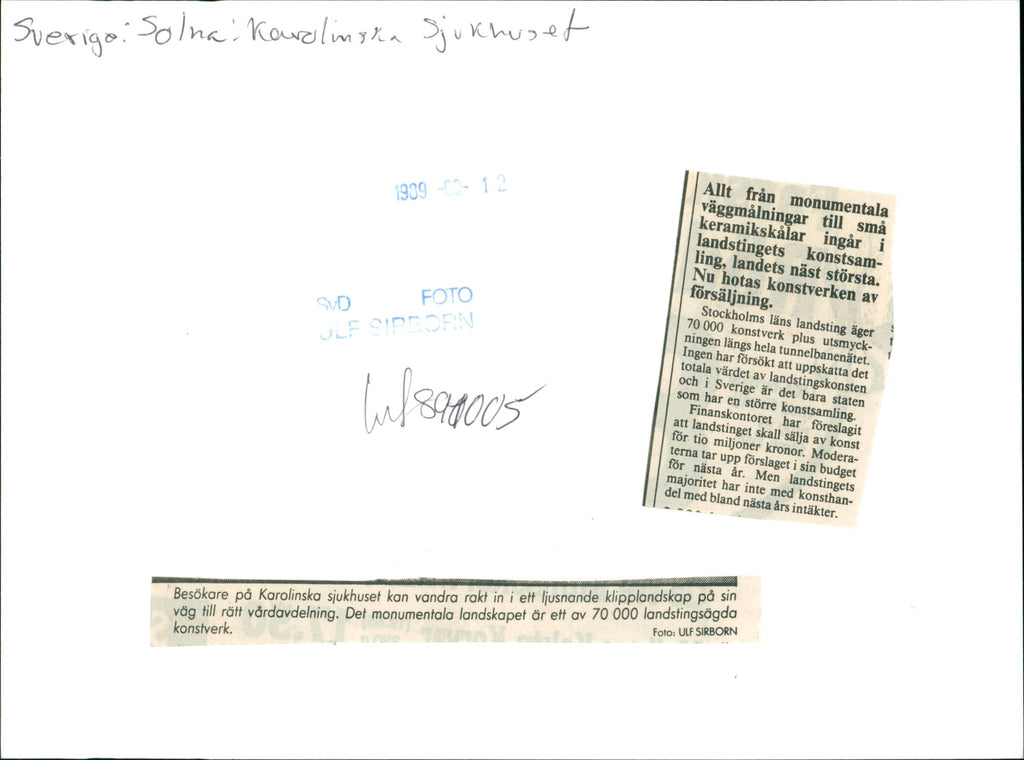 Sverige: Solna: Karolinska Sjukhuset
1989 - 12
SvD FOTO
ULF SIRBORN
Allt från monumentala
väggmålningar till små
keramikskålar ingår i
landstingets konstsam-
ling, landets näst största.
Nu hotas konstverken av
försäljning.
Stockholms läns landsting äger
70 000 konstverk plus utsmyck-
ningen längs hela tunnelbanenätet.
Ingen har försökt att uppskatta det
totala värdet av landstingskonsten
och i Sverige är det bara staten
som har en större konstsamling.
Finanskontoret har föreslagit
att landstinget skall sälja av konst
för tio miljoner kronor. Modera-
terna tar upp förslaget i sin budget
för nästa år. Men landstingets
majoritet har inte med konsthan-
del med bland nästa års intäkter.
Besökare på Karolinska sjukhuset kan vandra rakt in i ett ljusnande klipplandskap på sin
väg till rätt vårdavdelning. Det monumentala landskapet är ett av 70 000 landstingsägda
konstverk.
Foto: ULF SIRBORN